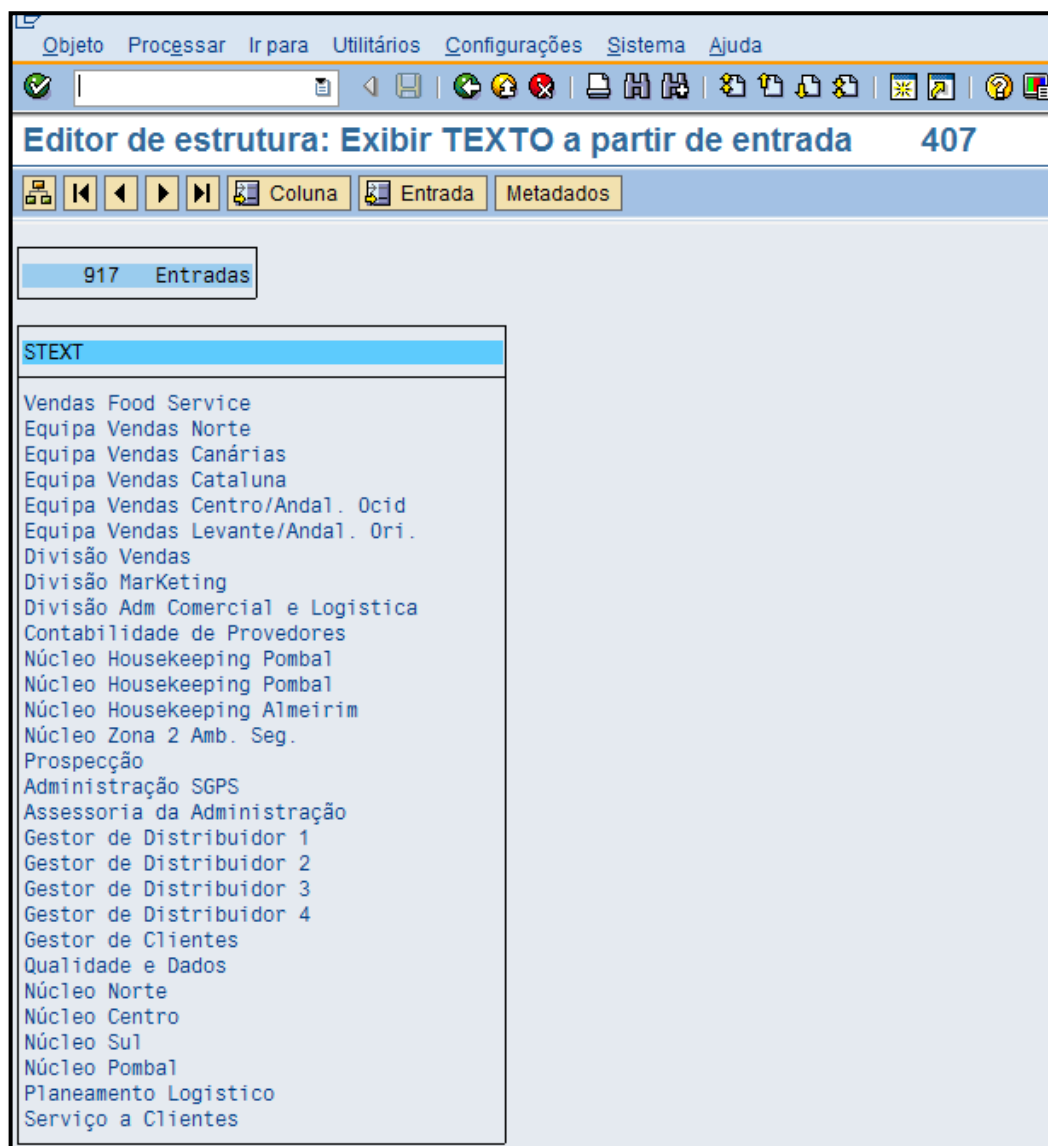 Objeto Processar Ir para Utilitários Configurações Sistema Ajuda
Editor de estrutura: Exibir TEXTO a partir de entrada 407
Coluna Entrada Metadados
917 Entradas
STEXT
Vendas Food Service
Equipa Vendas Norte
Equipa Vendas Canárias
Equipa Vendas Cataluna
Equipa Vendas Centro/Andal. Ocid
Equipa Vendas Levante/Andal. Ori.
Divisão Vendas
Divisão MarKeting
Divisão Adm Comercial e Logistica
Contabilidade de Provedores
Núcleo Housekeeping Pombal
Núcleo Housekeeping Pombal
Núcleo Housekeeping Almeirim
Núcleo Zona 2 Amb. Seg.
Prospecção
Administração SGPS
Assessoria da Administração
Gestor de Distribuidor 1
Gestor de Distribuidor 2
Gestor de Distribuidor 3
Gestor de Distribuidor 4
Gestor de Clientes
Qualidade e Dados
Núcleo Norte
Núcleo Centro
Núcleo Sul
Núcleo Pombal
Planeamento Logistico
Serviço a Clientes